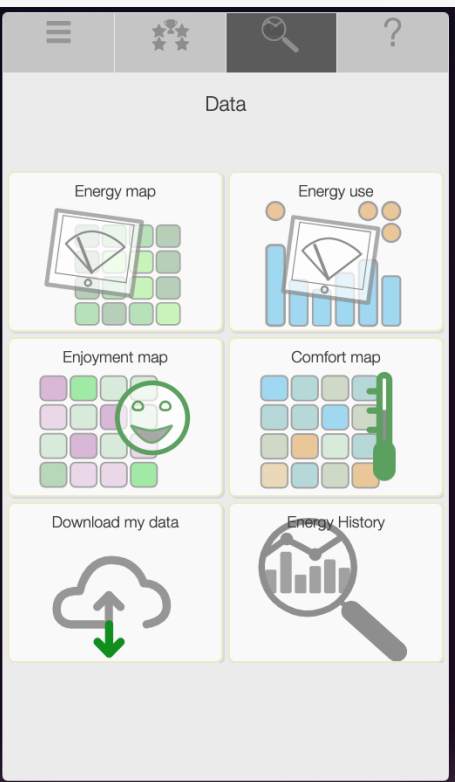 ?
Data
Energy map
Energy use
Enjoyment map
Comfort map
Download my data
Energy History